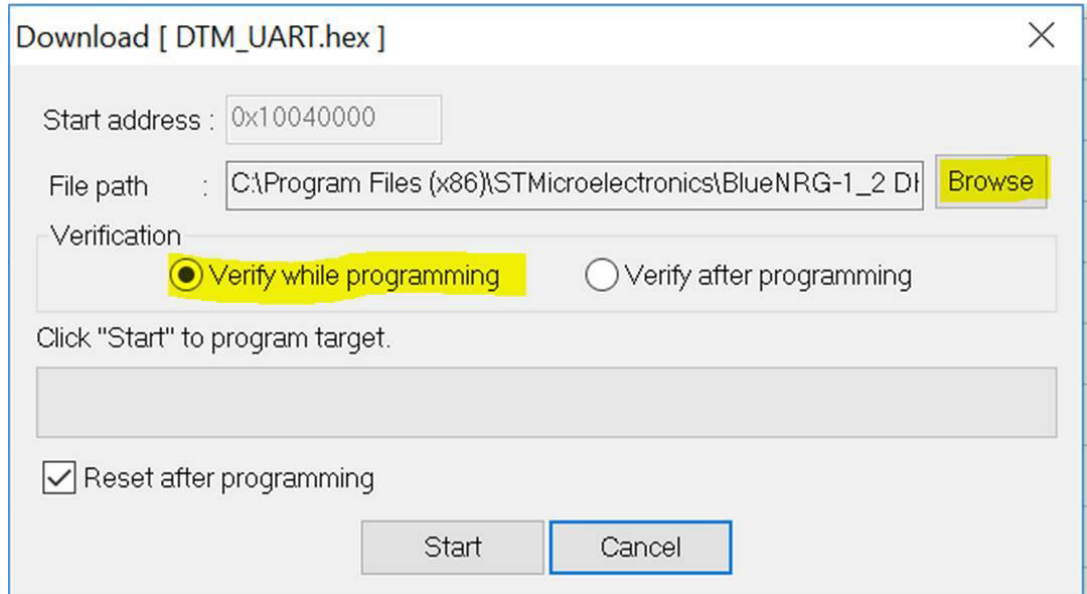 Download [ DTM_UART.hex ]
Start address : 0x10040000
File path : C:\Program Files (x86)\STMicroelectronics\BlueNRG-1_2 Browse
Verification
Verify while programming Verify after programming
Click "Start" to program target.
Reset after programming
Start Cancel